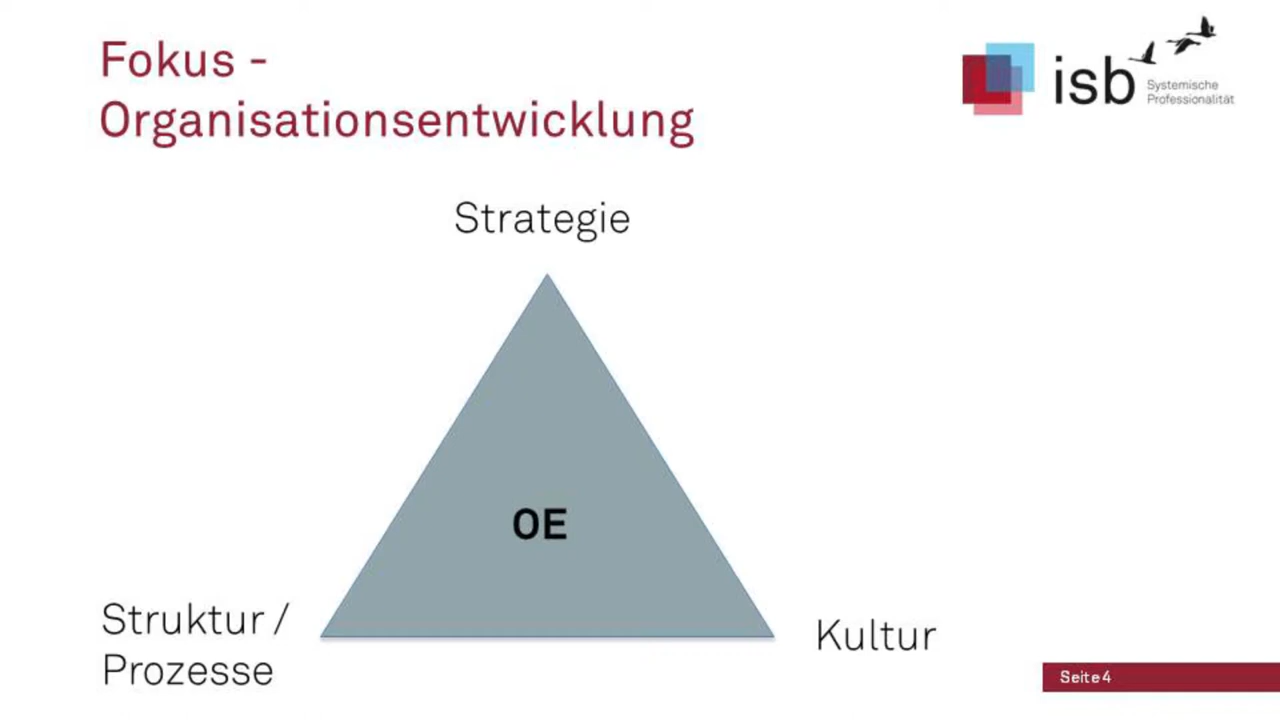 Fokus -
Organisationsentwicklung
isb
Systemische
Professionalität
Strategie
OE
Struktur /
Prozesse
Kultur
Seite 4